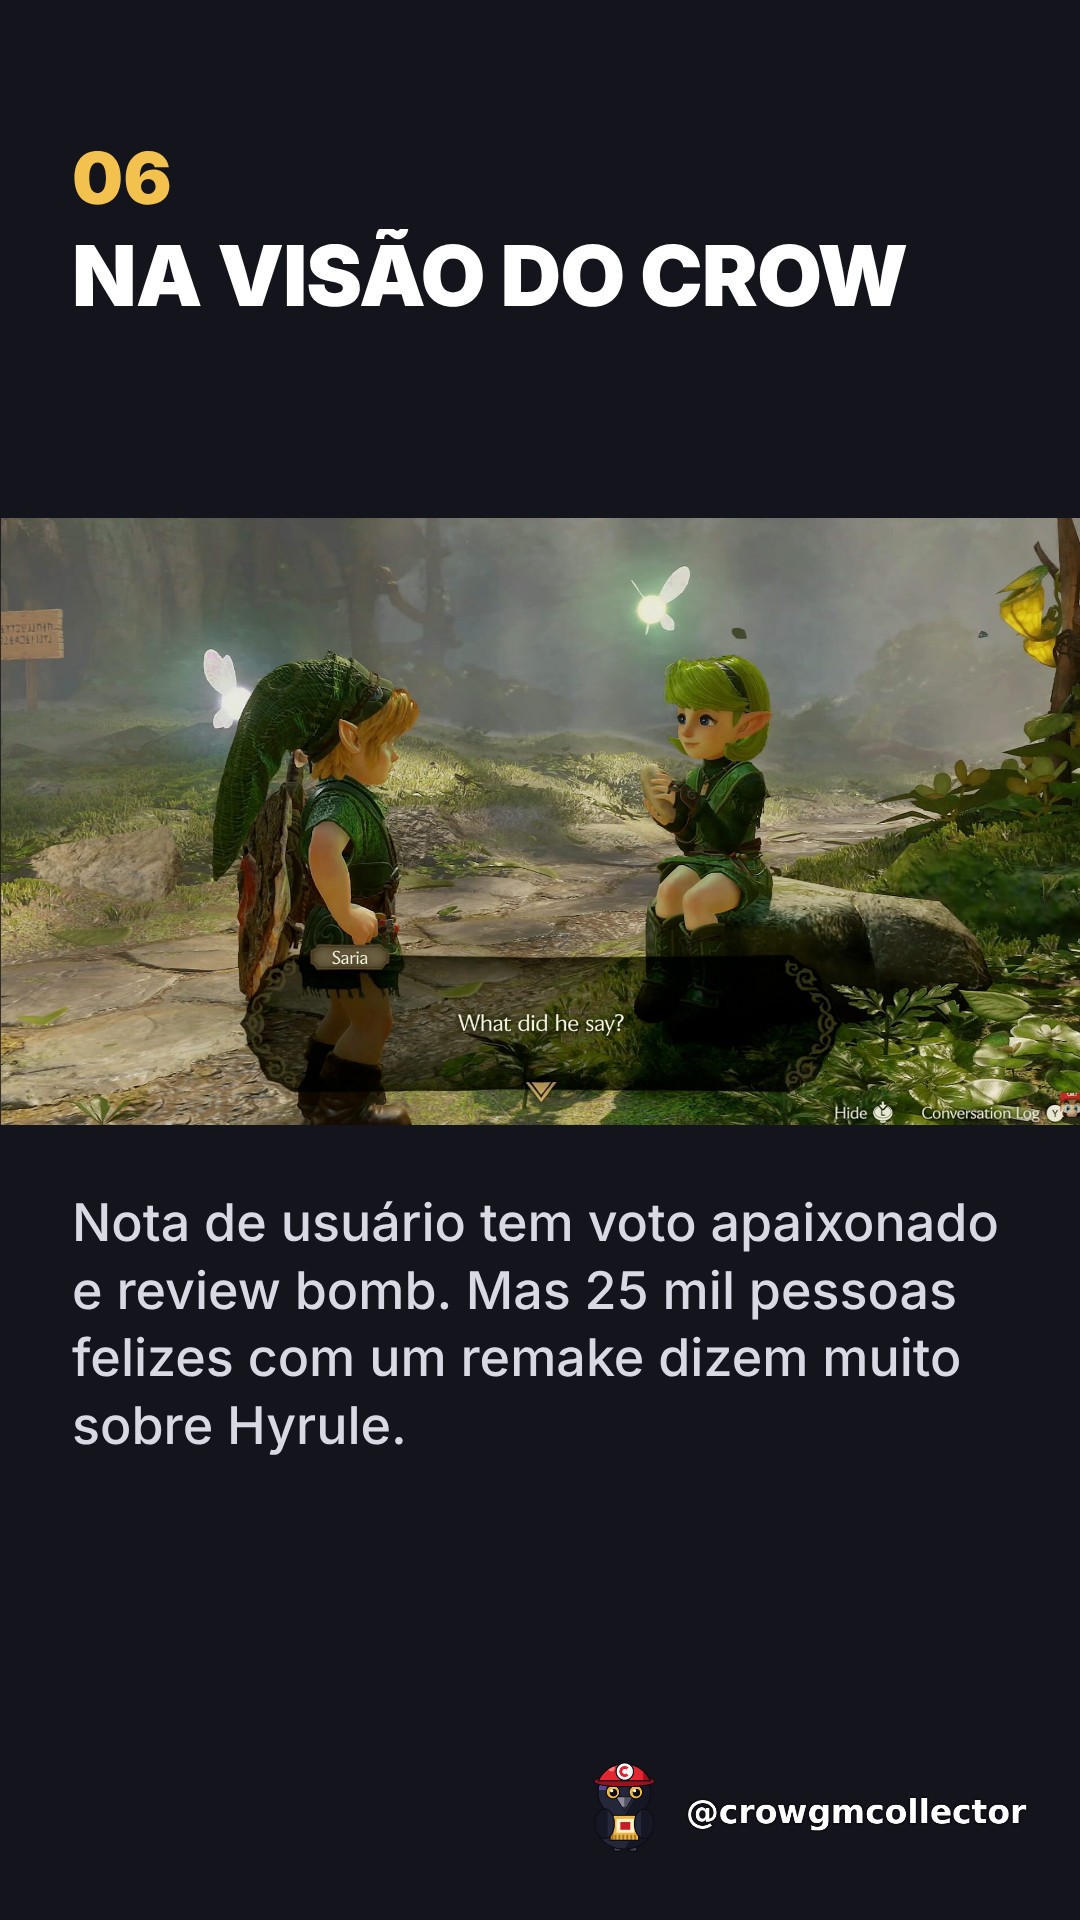 06
NA VISÃO DO CROW
Saria
What did he say?
Hide L
Conversation Log Y
Nota de usuário tem voto apaixonado
e review bomb. Mas 25 mil pessoas
felizes com um remake dizem muito
sobre Hyrule.
C
@crowgmcollector